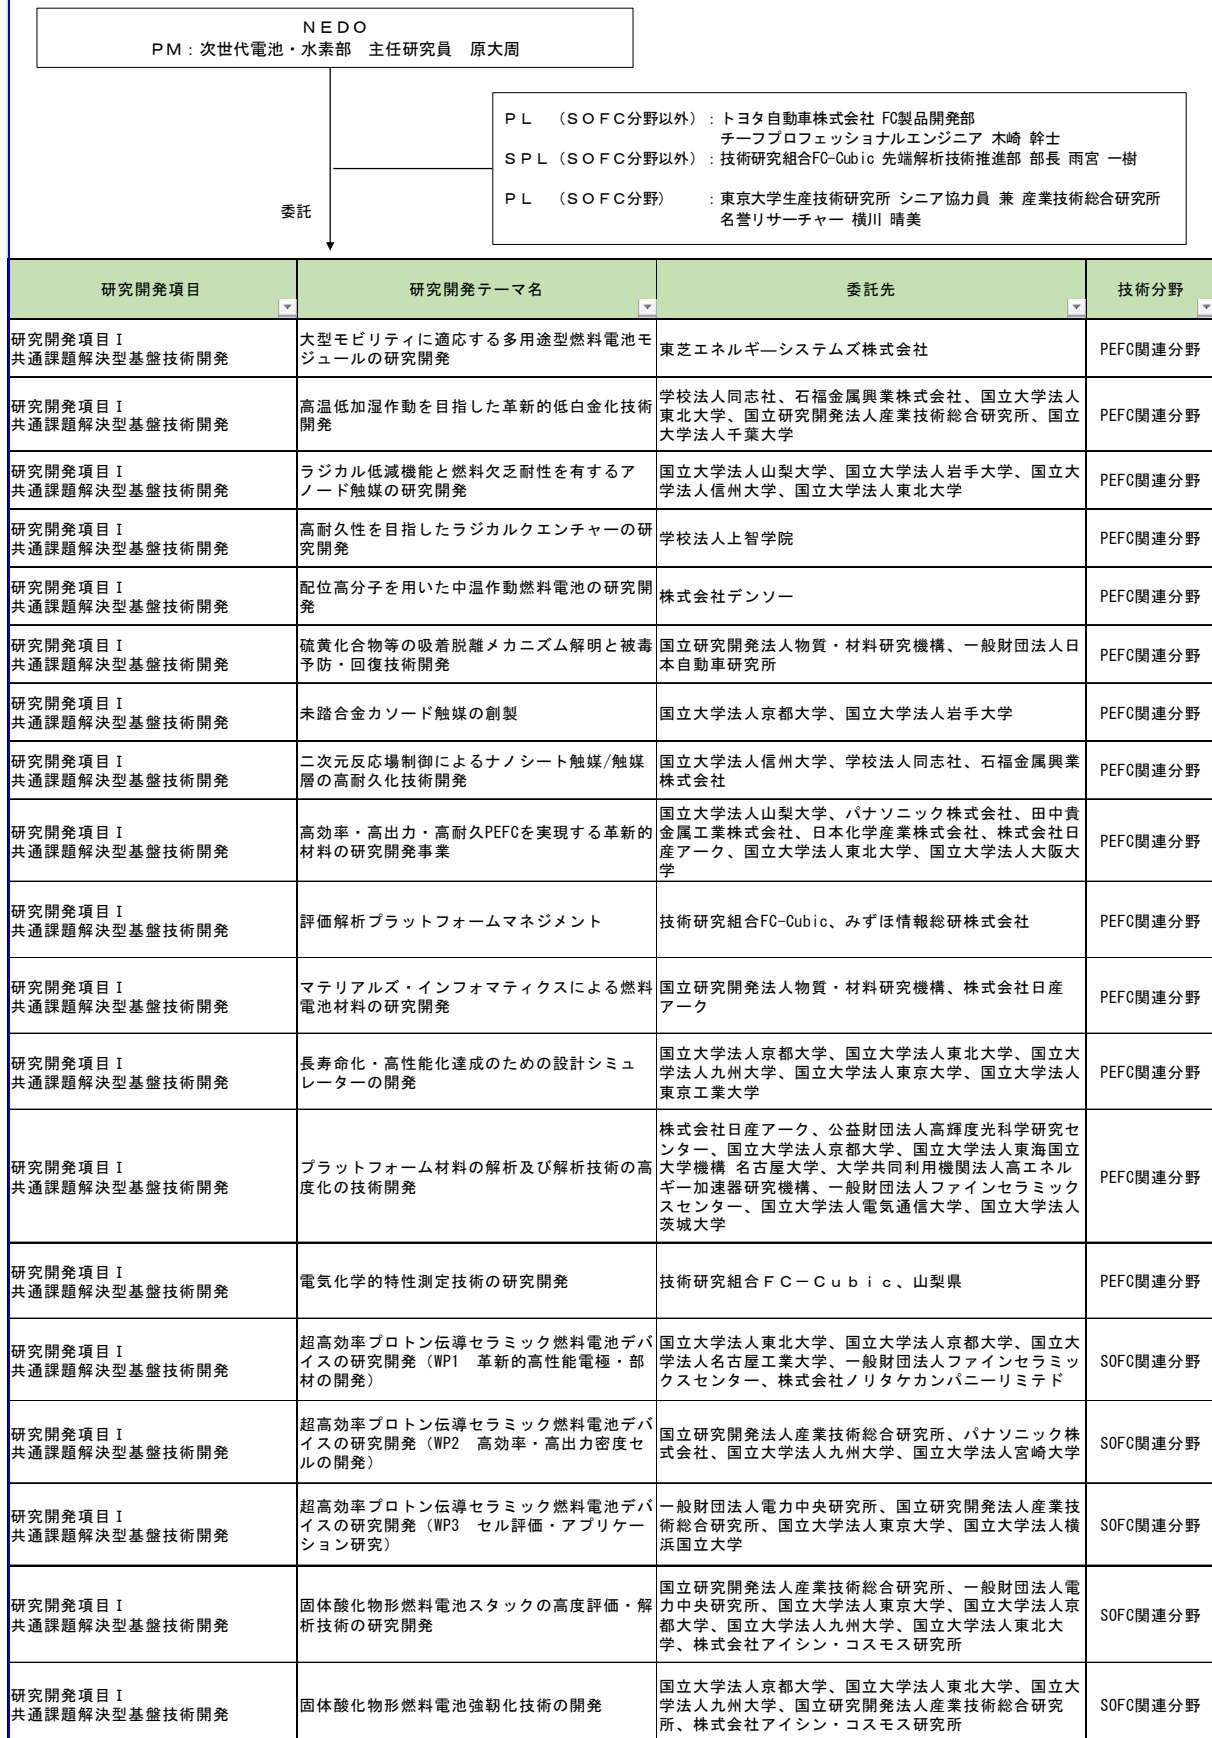 ＮＥＤＯ
ＰＭ：次世代電池・水素部　主任研究員　原大周
ＰＬ　（ＳＯＦＣ分野以外）：トヨタ自動車株式会社 FC製品開発部
チーフプロフェッショナルエンジニア 木崎 幹士
ＳＰＬ（ＳＯＦＣ分野以外）：技術研究組合FC-Cubic 先端解析技術推進部 部長 雨宮 一樹
ＰＬ　（ＳＯＦＣ分野）　　：東京大学生産技術研究所 シニア協力員 兼 産業技術総合研究所
名誉リサーチャー 横川 晴美
委託
研究開発項目
研究開発テーマ名
委託先
技術分野
研究開発項目Ⅰ
共通課題解決型基盤技術開発
大型モビリティに適応する多用途型燃料電池モ
ジュールの研究開発
東芝エネルギ―システムズ株式会社
PEFC関連分野
研究開発項目Ⅰ
共通課題解決型基盤技術開発
高温低加湿作動を目指した革新的低白金化技術
開発
学校法人同志社、石福金属興業株式会社、国立大学法人
東北大学、国立研究開発法人産業技術総合研究所、国立
大学法人千葉大学
PEFC関連分野
研究開発項目Ⅰ
共通課題解決型基盤技術開発
ラジカル低減機能と燃料欠乏耐性を有するア
ノード触媒の研究開発
国立大学法人山梨大学、国立大学法人岩手大学、国立大
学法人信州大学、国立大学法人東北大学
PEFC関連分野
研究開発項目Ⅰ
共通課題解決型基盤技術開発
高耐久性を目指したラジカルクエンチャーの研
究開発
学校法人上智学院
PEFC関連分野
研究開発項目Ⅰ
共通課題解決型基盤技術開発
配位高分子を用いた中温作動燃料電池の研究開
発
株式会社デンソー
PEFC関連分野
研究開発項目Ⅰ
共通課題解決型基盤技術開発
硫黄化合物等の吸着脱離メカニズム解明と被毒
予防・回復技術開発
国立研究開発法人物質・材料研究機構、一般財団法人日
本自動車研究所
PEFC関連分野
研究開発項目Ⅰ
共通課題解決型基盤技術開発
未踏合金カソード触媒の創製
国立大学法人京都大学、国立大学法人岩手大学
PEFC関連分野
研究開発項目Ⅰ
共通課題解決型基盤技術開発
二次元反応場制御によるナノシート触媒/触媒
層の高耐久化技術開発
国立大学法人信州大学、学校法人同志社、石福金属興業
株式会社
PEFC関連分野
研究開発項目Ⅰ
共通課題解決型基盤技術開発
高効率・高出力・高耐久PEFCを実現する革新的
材料の研究開発事業
国立大学法人山梨大学、パナソニック株式会社、田中貴
金属工業株式会社、日本化学産業株式会社、株式会社日
産アーク、国立大学法人東北大学、国立大学法人大阪大
学
PEFC関連分野
研究開発項目Ⅰ
共通課題解決型基盤技術開発
評価解析プラットフォームマネジメント
技術研究組合FC-Cubic、みずほ情報総研株式会社
PEFC関連分野
研究開発項目Ⅰ
共通課題解決型基盤技術開発
マテリアルズ・インフォマティクスによる燃料
電池材料の研究開発
国立研究開発法人物質・材料研究機構、株式会社日産
アーク
PEFC関連分野
研究開発項目Ⅰ
共通課題解決型基盤技術開発
長寿命化・高性能化達成のための設計シミュ
レーターの開発
国立大学法人京都大学、国立大学法人東北大学、国立大
学法人九州大学、国立大学法人東京大学、国立大学法人
東京工業大学
PEFC関連分野
研究開発項目Ⅰ
共通課題解決型基盤技術開発
プラットフォーム材料の解析及び解析技術の高
度化の技術開発
株式会社日産アーク、公益財団法人高輝度光科学研究セ
ンター、国立大学法人京都大学、国立大学法人東海国立
大学機構 名古屋大学、大学共同利用機関法人高エネル
ギー加速器研究機構、一般財団法人ファインセラミック
スセンター、国立大学法人電気通信大学、国立大学法人
茨城大学
PEFC関連分野
研究開発項目Ⅰ
共通課題解決型基盤技術開発
電気化学的特性測定技術の研究開発
技術研究組合ＦＣ－Ｃｕｂｉｃ、山梨県
PEFC関連分野
研究開発項目Ⅰ
共通課題解決型基盤技術開発
超高効率プロトン伝導セラミック燃料電池デバ
イスの研究開発（WP1　革新的高性能電極・部
材の開発）
国立大学法人東北大学、国立大学法人京都大学、国立大
学法人名古屋工業大学、一般財団法人ファインセラミッ
クスセンター、株式会社ノリタケカンパニーリミテド
SOFC関連分野
研究開発項目Ⅰ
共通課題解決型基盤技術開発
超高効率プロトン伝導セラミック燃料電池デバ
イスの研究開発（WP2　高効率・高出力密度セ
ルの開発）
国立研究開発法人産業技術総合研究所、パナソニック株
式会社、国立大学法人九州大学、国立大学法人宮崎大学
SOFC関連分野
研究開発項目Ⅰ
共通課題解決型基盤技術開発
超高効率プロトン伝導セラミック燃料電池デバ
イスの研究開発（WP3　セル評価・アプリケー
ション研究）
一般財団法人電力中央研究所、国立研究開発法人産業技
術総合研究所、国立大学法人東京大学、国立大学法人横
浜国立大学
SOFC関連分野
研究開発項目Ⅰ
共通課題解決型基盤技術開発
固体酸化物形燃料電池スタックの高度評価・解
析技術の研究開発
国立研究開発法人産業技術総合研究所、一般財団法人電
力中央研究所、国立大学法人東京大学、国立大学法人京
都大学、国立大学法人九州大学、国立大学法人東北大
学、株式会社アイシン・コスモス研究所
SOFC関連分野
研究開発項目Ⅰ
共通課題解決型基盤技術開発
固体酸化物形燃料電池強靭化技術の開発
国立大学法人京都大学、国立大学法人東北大学、国立大
学法人九州大学、国立研究開発法人産業技術総合研究
所、株式会社アイシン・コスモス研究所
SOFC関連分野